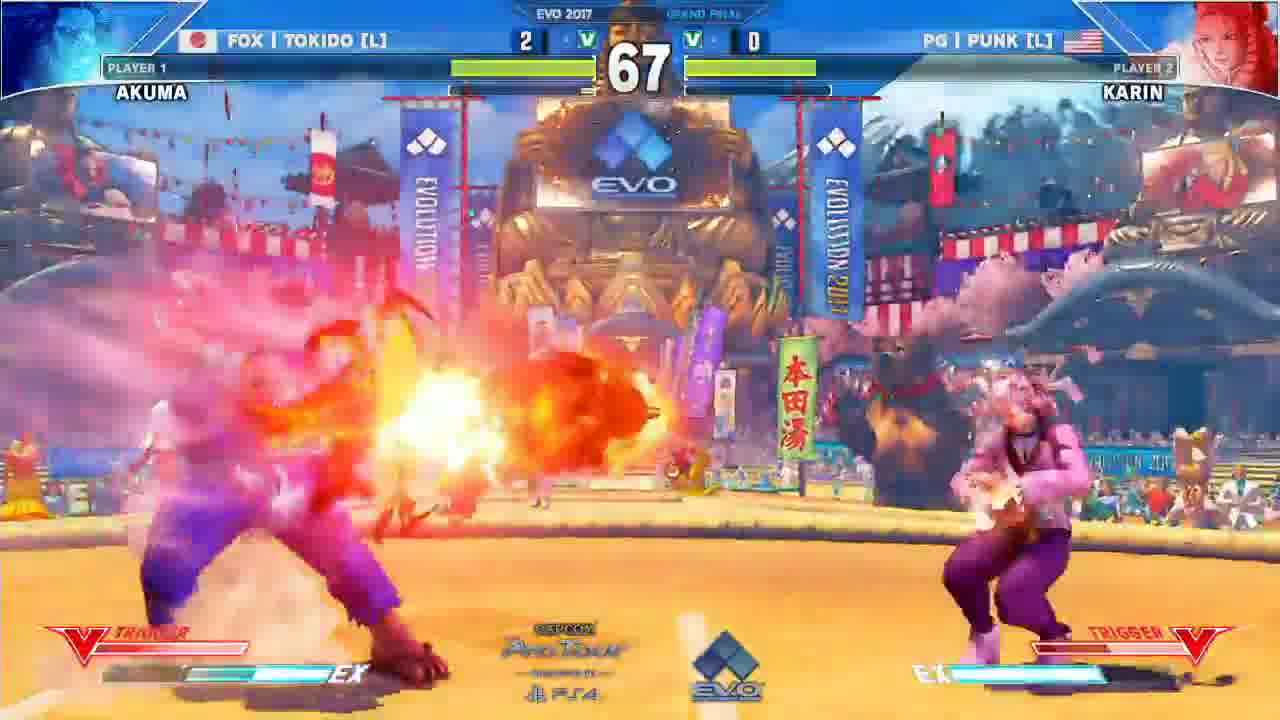 EVO 2017
GRAND FINAL
FOX | TOKIDO [L]
2
V
67
V
0
PG | PUNK [L]
PLAYER 1
PLAYER 2
AKUMA
KARIN
EVO
EVOLUTION
EVOLUTION 2017
本田湯
TRIGGER
TRIGGER
EX
EX
CAPCOM
PRO TOUR
PS4
EVO